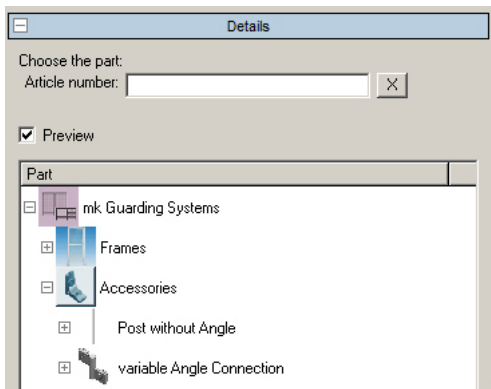 Details
Choose the part:
Article number:
X
Preview
Part
mk Guarding Systems
Frames
Accessories
Post without Angle
variable Angle Connection